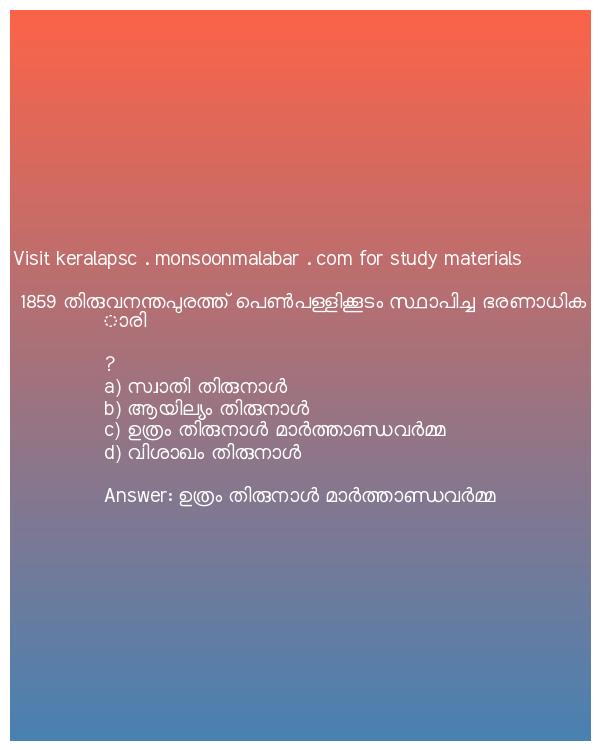 Visit keralapsc . monsoonmalabar . com for study materials
1859 തിരുവനന്തപുരത്ത് പെൺപള്ളിക്കൂടം സ്ഥാപിച്ച ഭരണാധിക
ാരി
?
a) സ്വാതി തിരുനാൾ
b) ആയില്യം തിരുനാൾ
c) ഉത്രം തിരുനാൾ മാർത്താണ്ഡവർമ്മ
d) വിശാഖം തിരുനാൾ
Answer: ഉത്രം തിരുനാൾ മാർത്താണ്ഡവർമ്മ